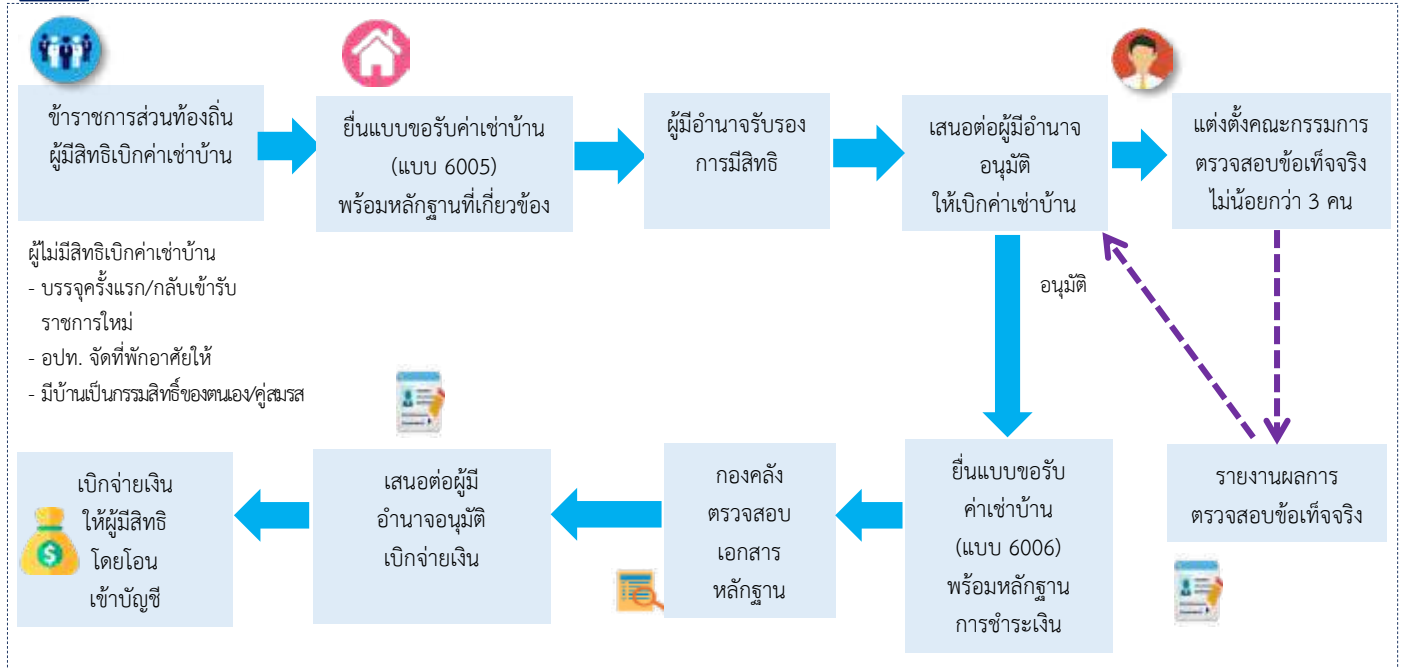 ข้าราชการส่วนท้องถิ่น
ผู้มีสิทธิเบิกค่าเช่าบ้าน
ยื่นแบบขอรับค่าเช่าบ้าน
(แบบ 6005)
พร้อมหลักฐานที่เกี่ยวข้อง
ผู้มีอำนาจรับรอง
การมีสิทธิ
เสนอต่อผู้มีอำนาจ
อนุมัติ
ให้เบิกค่าเช่าบ้าน
แต่งตั้งคณะกรรมการ
ตรวจสอบข้อเท็จจริง
ไม่น้อยกว่า 3 คน
ผู้ไม่มีสิทธิเบิกค่าเช่าบ้าน
- บรรจุครั้งแรก/กลับเข้ารับ
ราชการใหม่
- อปท. จัดที่พักอาศัยให้
- มีบ้านเป็นกรรมสิทธิ์ของตนเอง/คู่สมรส
อนุมัติ
รายงานผลการ
ตรวจสอบข้อเท็จจริง
ยื่นแบบขอรับ
ค่าเช่าบ้าน
(แบบ 6006)
พร้อมหลักฐาน
การชำระเงิน
กองคลัง
ตรวจสอบ
เอกสาร
หลักฐาน
เสนอต่อผู้มี
อำนาจอนุมัติ
เบิกจ่ายเงิน
เบิกจ่ายเงิน
ให้ผู้มีสิทธิ
โดยโอน
เข้าบัญชี